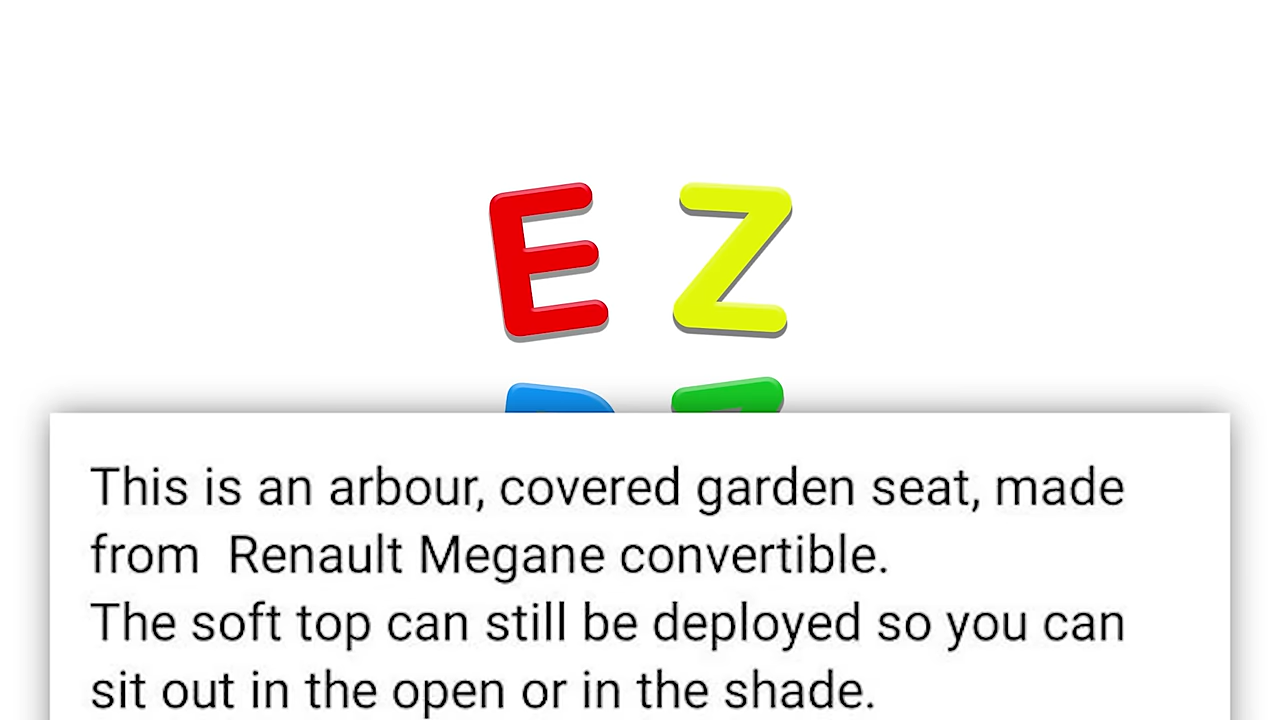 E Z
This is an arbour, covered garden seat, made
from  Renault Megane convertible.
The soft top can still be deployed so you can
sit out in the open or in the shade.